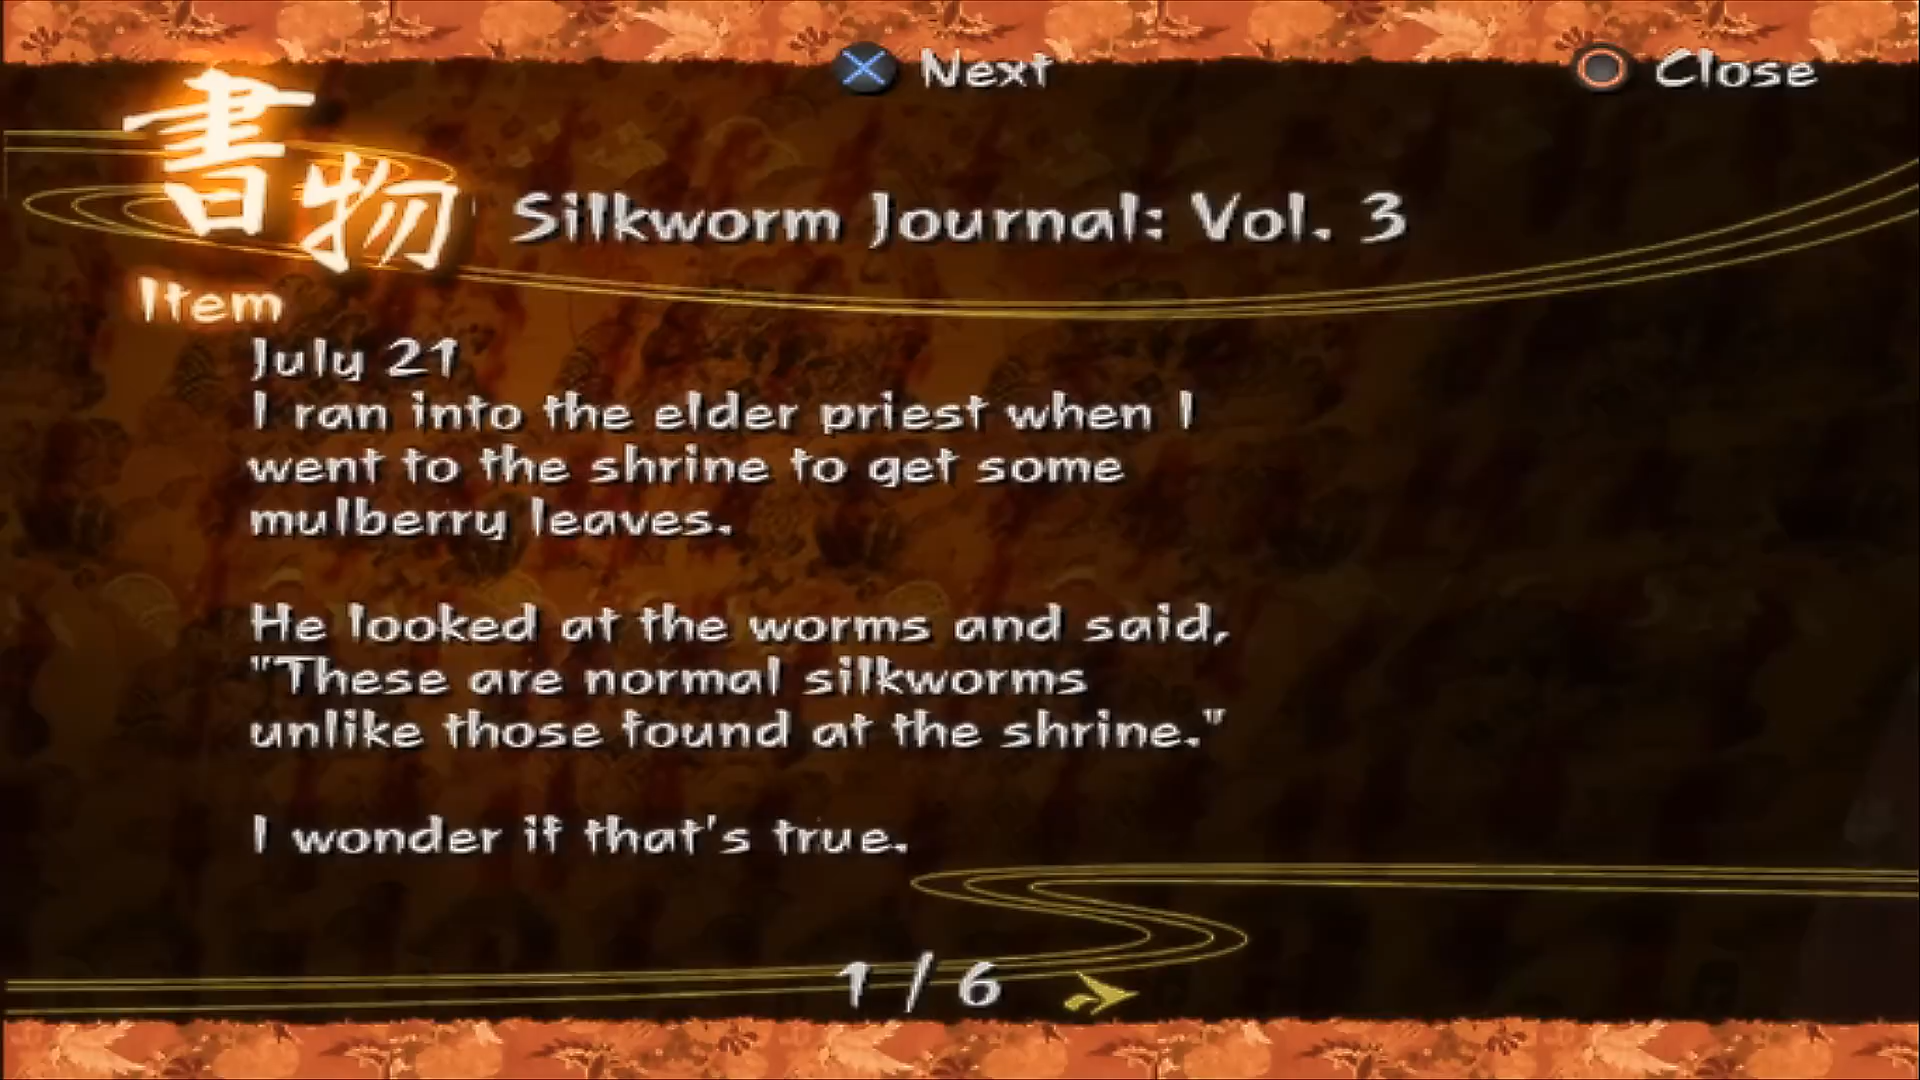 Next
Close
書物
Silkworm Journal: Vol. 3
Item
July 21
I ran into the elder priest when I
went to the shrine to get some
mulberry leaves.
He looked at the worms and said,
"These are normal silkworms
unlike those found at the shrine."
I wonder if that's true.
1 / 6